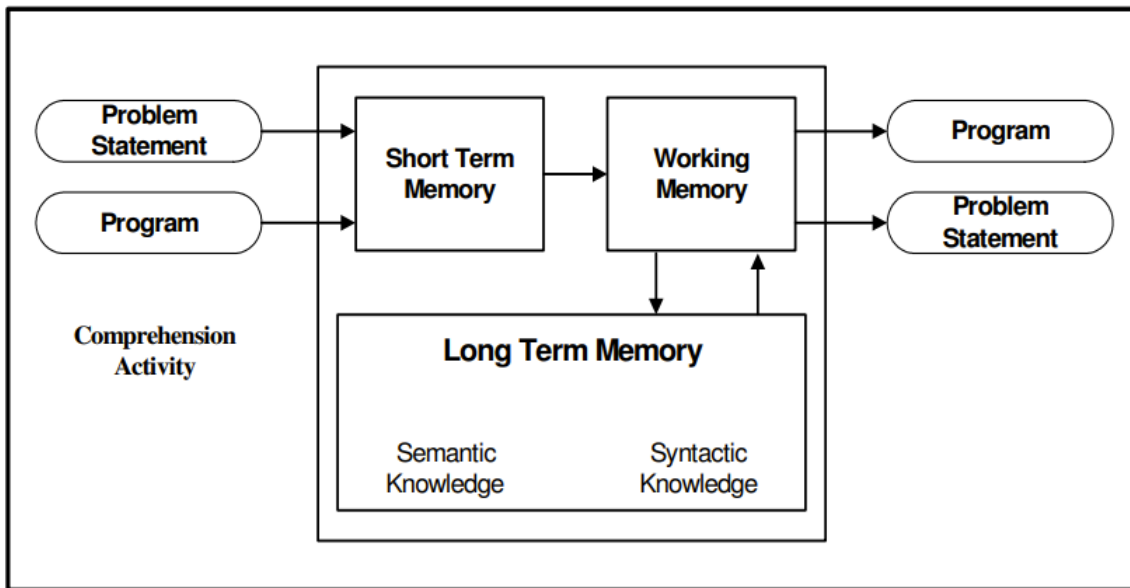 Problem
Statement
Program
Short Term
Memory
Working
Memory
Program
Problem
Statement
Comprehension
Activity
Long Term Memory
Semantic
Knowledge
Syntactic
Knowledge